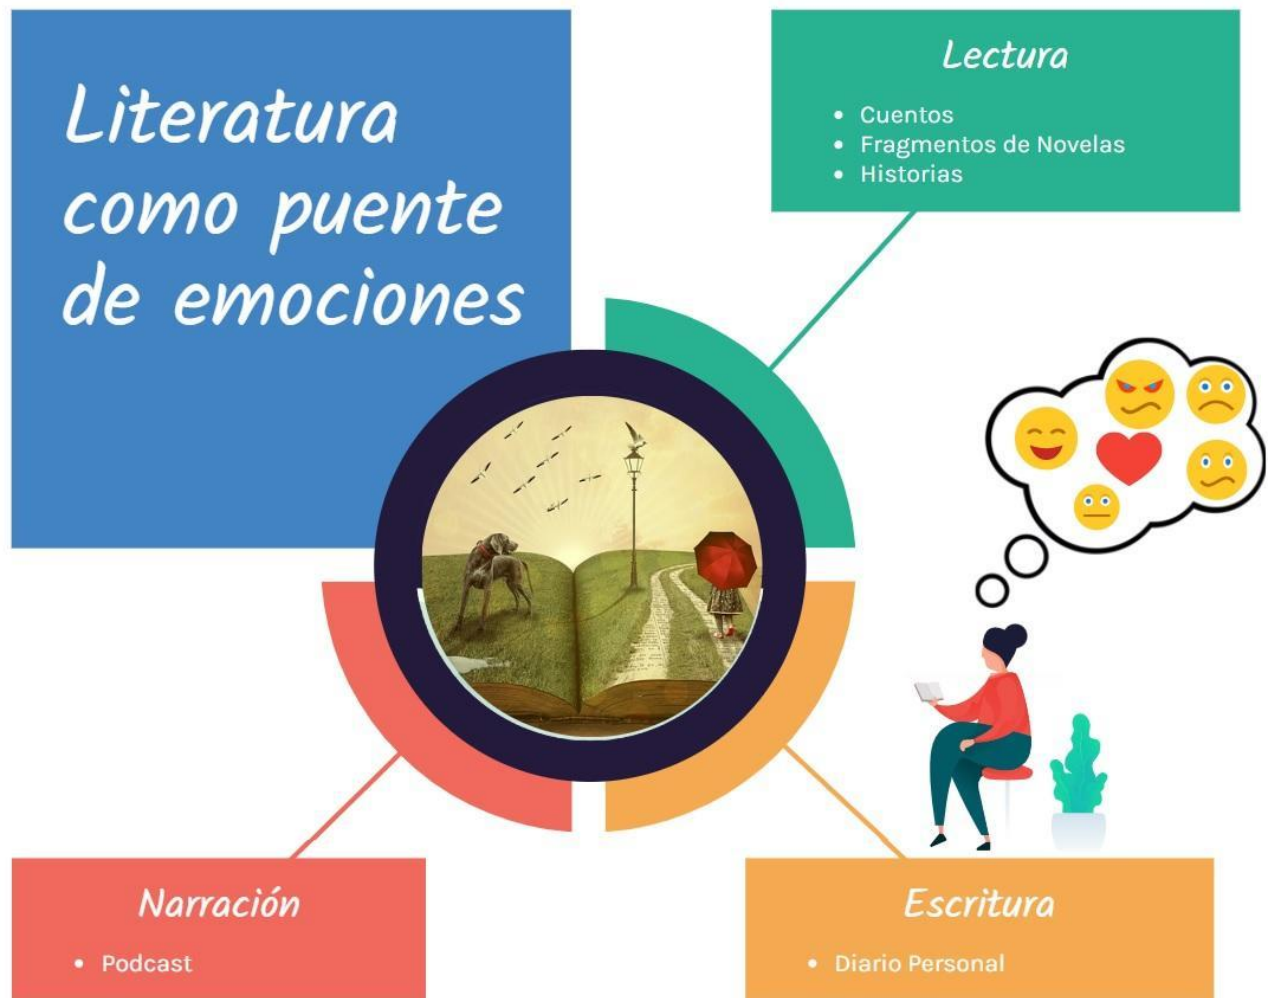 Literatura
como puente
de emociones
Lectura
• Cuentos
• Fragmentos de Novelas
• Historias
Narración
• Podcast
Escritura
• Diario Personal